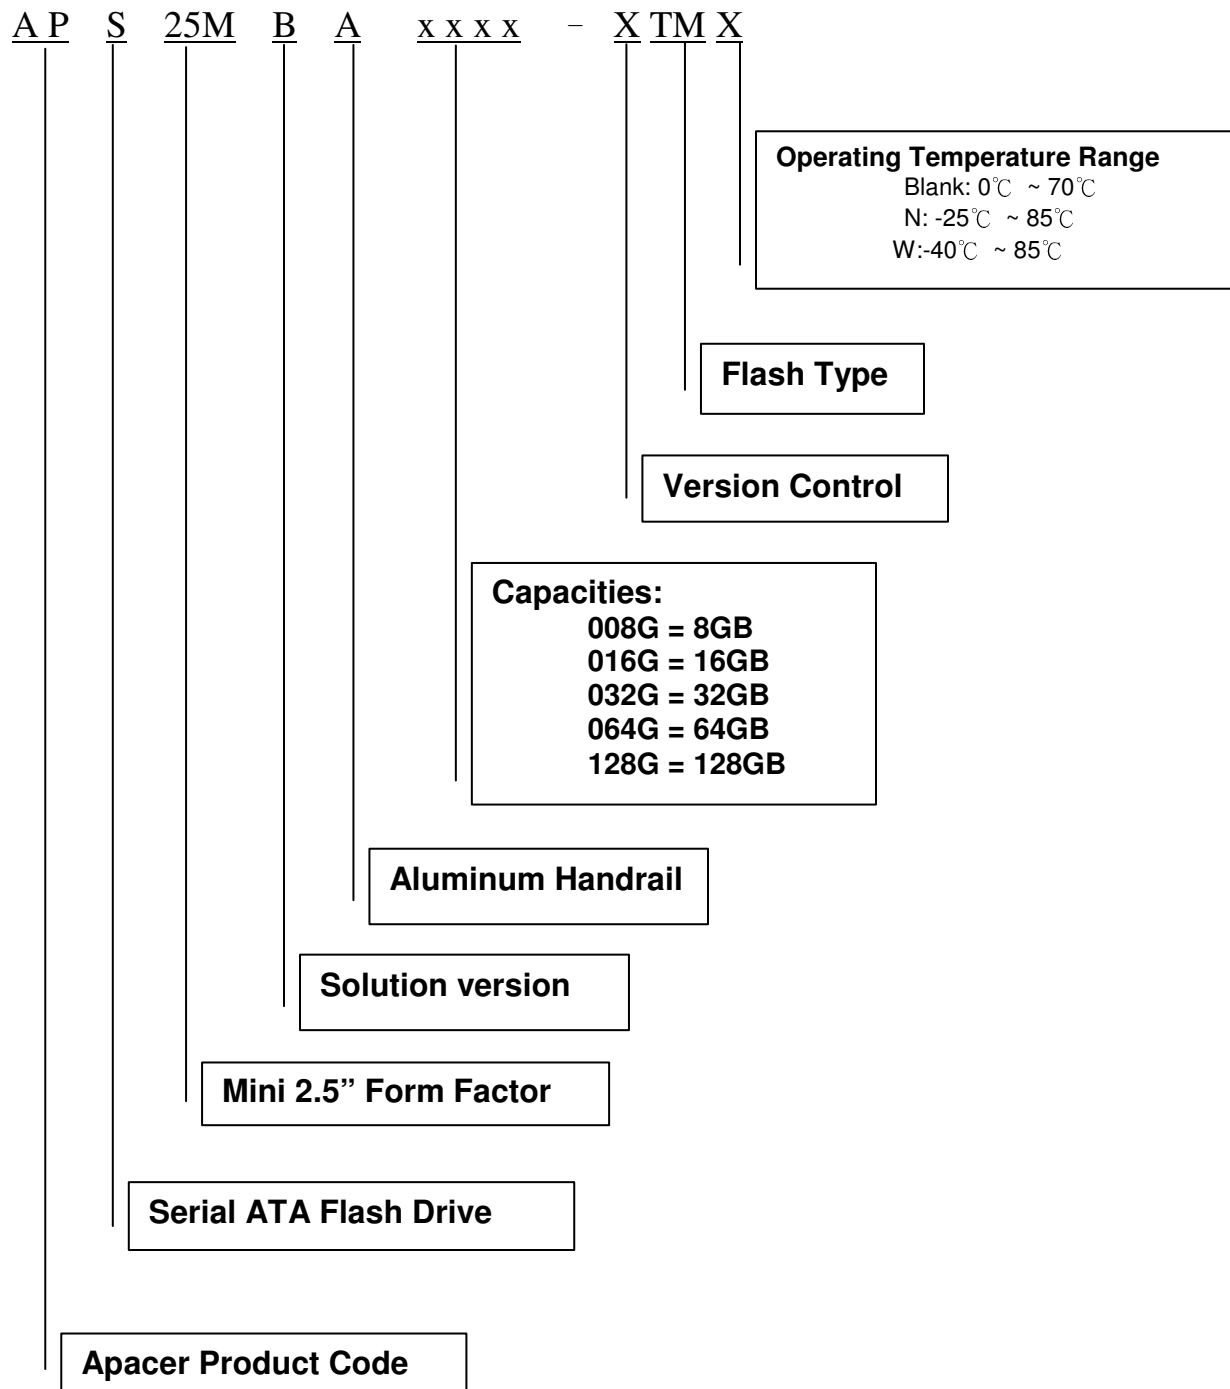 A P S 25M B A x x x x – X TM X
Operating Temperature Range
Blank: 0℃ ~ 70℃
N: -25℃ ~ 85℃
W:-40℃ ~ 85℃
Flash Type
Version Control
Capacities:
008G = 8GB
016G = 16GB
032G = 32GB
064G = 64GB
128G = 128GB
Aluminum Handrail
Solution version
Mini 2.5” Form Factor
Serial ATA Flash Drive
Apacer Product Code